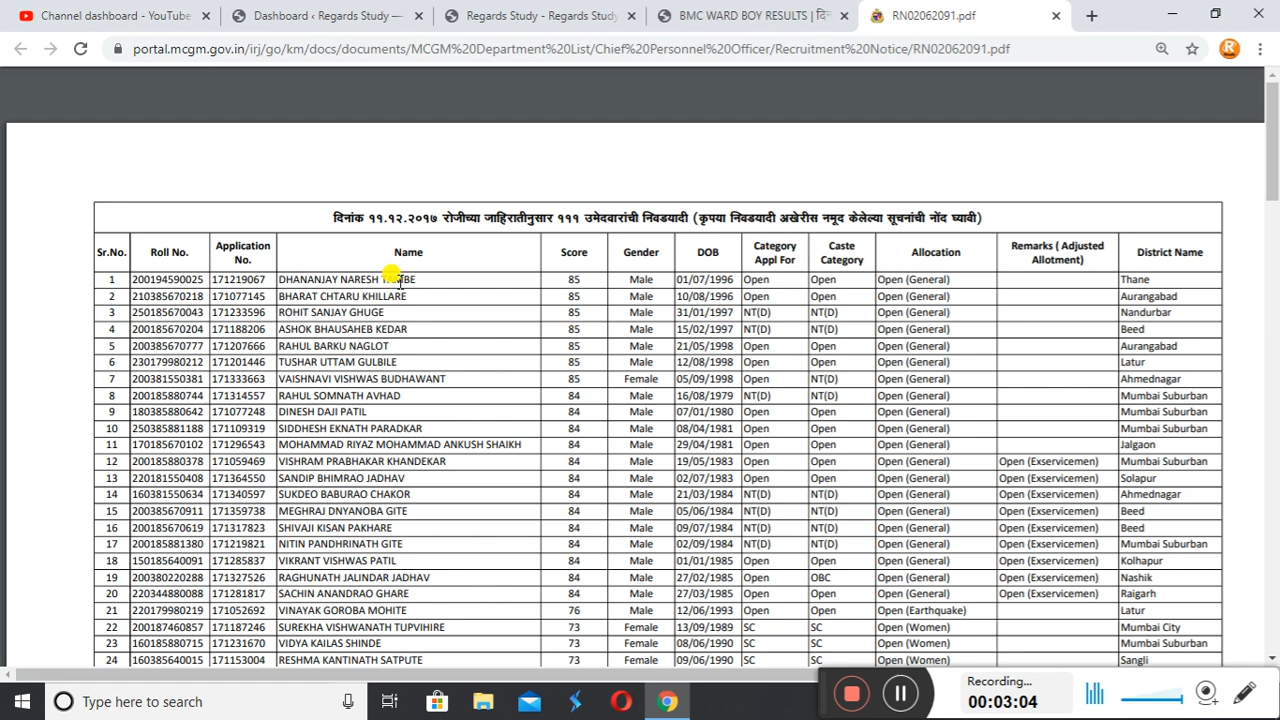 Channel dashboard - YouTube
Dashboard ‹ Regards Study —
Regards Study - Regards Study
BMC WARD BOY RESULTS | दिन
RN02062091.pdf
portal.mcgm.gov.in/irj/go/km/docs/documents/MCGM%20Department%20List/Chief%20Personnel%20Officer/Recruitment%20Notice/RN02062091.pdf
दिनांक ११.१२.२०१७ रोजीच्या जाहिरातीनुसार १११ उमेदवारांची निवडयादी (कृपया निवडयादी अखेरीस नमूद केलेल्या सूचनांची नोंद घ्यावी)
Sr.No. Roll No. Application No. Name Score Gender DOB Category Appl For Caste Category Allocation Remarks ( Adjusted Allotment) District Name
1 200194590025 171219067 DHANANJAY NARESH 85 Male 01/07/1996 Open Open Open (General) Thane
2 210385670218 171077145 BHARAT CHTARU KHILLARE 85 Male 10/08/1996 Open Open Open (General) Aurangabad
3 250185670043 171233596 ROHIT SANJAY GHUGE 85 Male 31/01/1997 NT(D) NT(D) Open (General) Nandurbar
4 200185670204 171188206 ASHOK BHAUSAHEB KEDAR 85 Male 15/02/1997 NT(D) NT(D) Open (General) Beed
5 200385670777 171207666 RAHUL BARKU NAGLOT 85 Male 21/05/1998 Open Open Open (General) Aurangabad
6 230179980212 171201446 TUSHAR UTTAM GULBILE 85 Male 12/08/1998 Open Open Open (General) Latur
7 200381550381 171333663 VAISHNAVI VISHWAS BUDHAWANT 85 Female 05/09/1998 Open NT(D) Open (General) Ahmednagar
8 200185880744 171314557 RAHUL SOMNATH AVHAD 84 Male 16/08/1979 NT(D) NT(D) Open (General) Mumbai Suburban
9 180385880642 171077248 DINESH DAJI PATIL 84 Male 07/01/1980 Open Open Open (General) Mumbai Suburban
10 250385881188 171109319 SIDDHESH EKNATH PARADKAR 84 Male 08/04/1981 Open Open Open (General) Mumbai Suburban
11 170185670102 171296543 MOHAMMAD RIYAZ MOHAMMAD ANKUSH SHAIKH 84 Male 29/04/1981 Open Open Open (General) Jalgaon
12 200185880378 171059469 VISHRAM PRABHAKAR KHANDEKAR 84 Male 19/05/1983 Open Open Open (General) Open (Exservicemen) Mumbai Suburban
13 220181550408 171364550 SANDIP BHIMRAO JADHAV 84 Male 02/07/1983 Open Open Open (General) Open (Exservicemen) Solapur
14 160381550634 171340597 SUKDEO BABURAO CHAKOR 84 Male 21/03/1984 NT(D) NT(D) Open (General) Open (Exservicemen) Ahmednagar
15 200385670911 171359738 MEGHRAJ DNYANOBA GITE 84 Male 05/06/1984 NT(D) NT(D) Open (General) Open (Exservicemen) Beed
16 200185670619 171317823 SHIVAJI KISAN PAKHARE 84 Male 09/07/1984 NT(D) NT(D) Open (General) Open (Exservicemen) Beed
17 200185881380 171219821 NITIN PANDHRINATH GITE 84 Male 02/09/1984 NT(D) NT(D) Open (General) Open (Exservicemen) Mumbai Suburban
18 150185640091 171285837 VIKRANT VISHWAS PATIL 84 Male 01/01/1985 Open Open Open (General) Open (Exservicemen) Kolhapur
19 200380220288 171327526 RAGHUNATH JALINDAR JADHAV 84 Male 27/02/1985 Open OBC Open (General) Open (Exservicemen) Nashik
20 220344880088 171281817 SACHIN ANANDRAO GHARE 84 Male 27/03/1985 Open Open Open (General) Open (Exservicemen) Raigarh
21 220179980219 171052692 VINAYAK GOROBA MOHITE 76 Male 12/06/1993 Open Open Open (Earthquake) Latur
22 200187460857 171187246 SUREKHA VISHWANATH TUPVIHIRE 73 Female 13/09/1989 SC SC Open (Women) Mumbai City
23 160185880715 171231670 VIDYA KAILAS SHINDE 73 Female 08/06/1990 SC SC Open (Women) Mumbai Suburban
24 160385640015 171153004 RESHMA KANTINATH SATPUTE 73 Female 09/06/1990 SC SC Open (Women) Sangli
Type here to search
Recording...
00:03:04